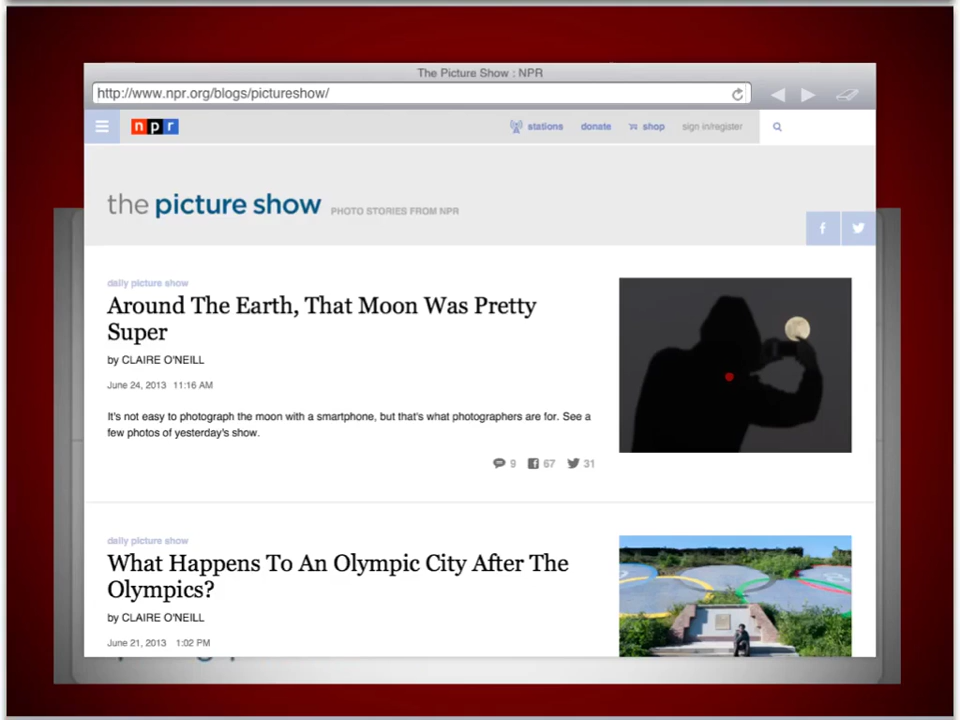 The Picture Show : NPR
http://www.npr.org/blogs/pictureshow/
npr stations donate shop sign in/register
the picture show PHOTO STORIES FROM NPR
daily picture show
Around The Earth, That Moon Was Pretty
Super
by CLAIRE O'NEILL
June 24, 2013 11:16 AM
It's not easy to photograph the moon with a smartphone, but that's what photographers are for. See a
few photos of yesterday's show.
9 67 31
daily picture show
What Happens To An Olympic City After The
Olympics?
by CLAIRE O'NEILL
June 21, 2013 1:02 PM